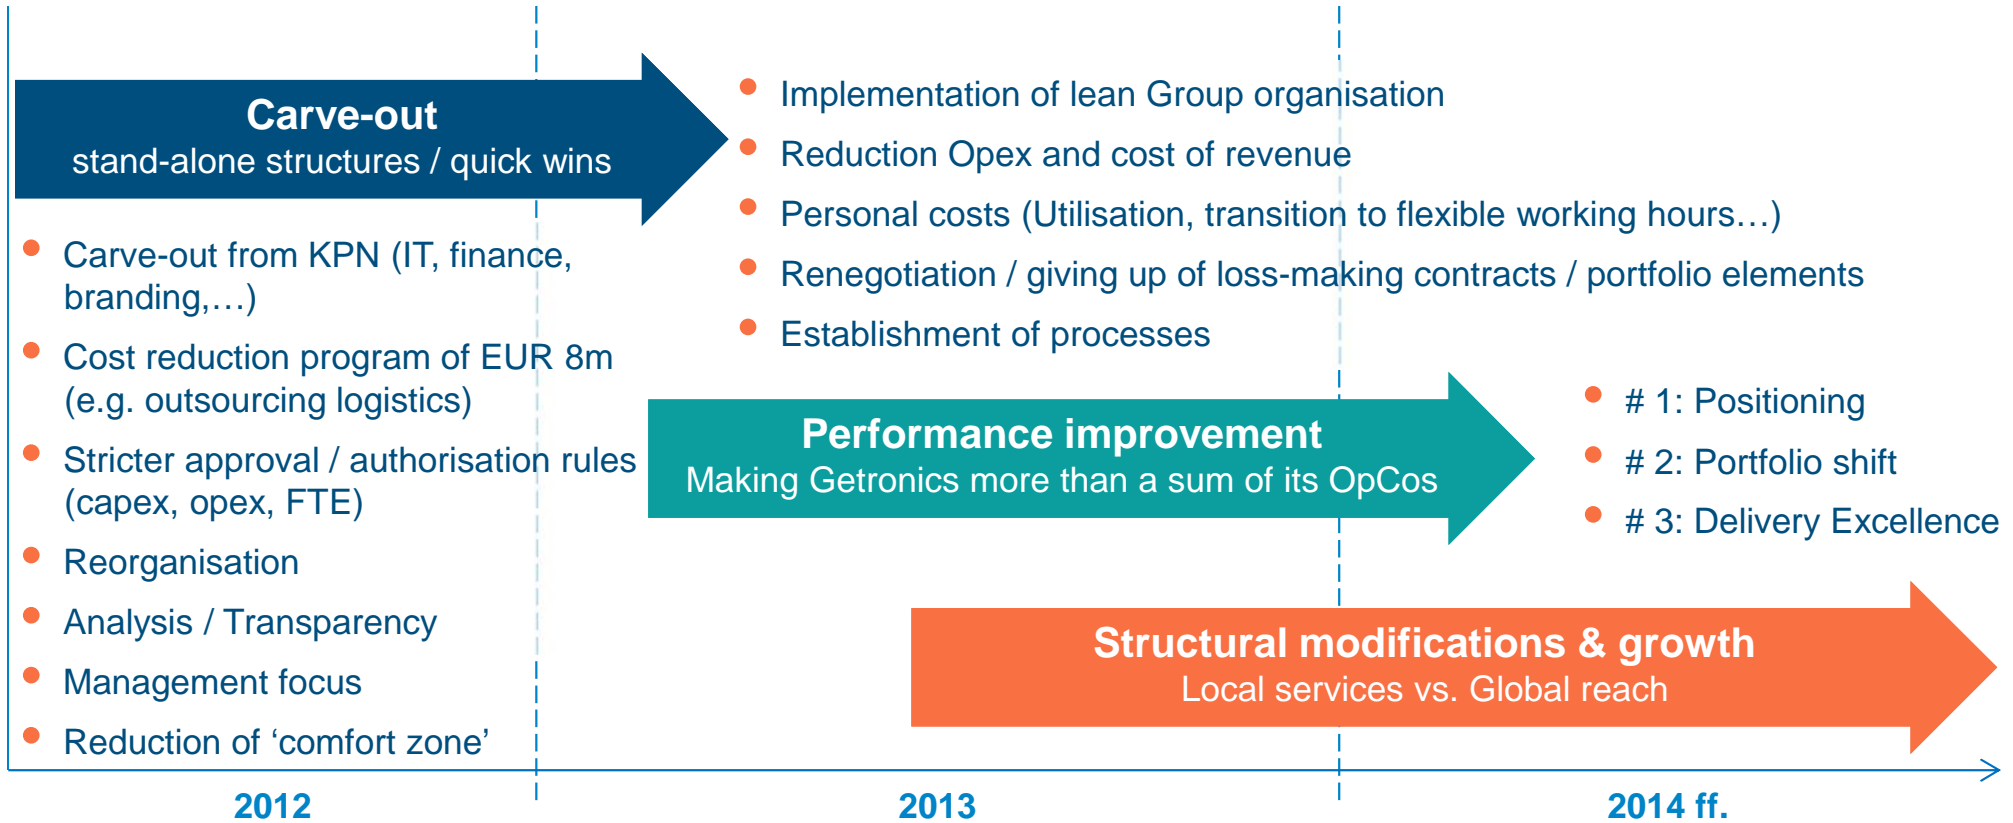 Carve-out
stand-alone structures / quick wins
Carve-out from KPN (IT, finance,
branding,…)
Cost reduction program of EUR 8m
(e.g. outsourcing logistics)
Stricter approval / authorisation rules
(capex, opex, FTE)
Reorganisation
Analysis / Transparency
Management focus
Reduction of ‘comfort zone’
Implementation of lean Group organisation
Reduction Opex and cost of revenue
Personal costs (Utilisation, transition to flexible working hours…)
Renegotiation / giving up of loss-making contracts / portfolio elements
Establishment of processes
Performance improvement
Making Getronics more than a sum of its OpCos
# 1: Positioning
# 2: Portfolio shift
# 3: Delivery Excellence
Structural modifications & growth
Local services vs. Global reach
2012
2013
2014 ff.